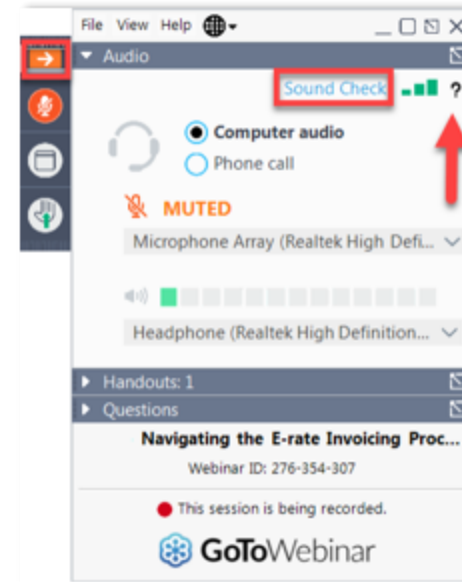 File View Help
Audio
Sound Check ?
Computer audio
Phone call
MUTED
Microphone Array (Realtek High Defi...
Headphone (Realtek High Definition...
Handouts: 1
Questions
Navigating the E-rate Invoicing Proc...
Webinar ID: 276-354-307
This session is being recorded.
GoToWebinar